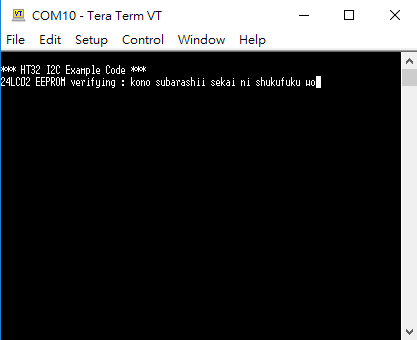 COM10 - Tera Term VT
File Edit Setup Control Window Help
*** HT32 I2C Example Code ***
24LC02 EEPROM verifying : kono subarashii sekai ni shukufuku wo